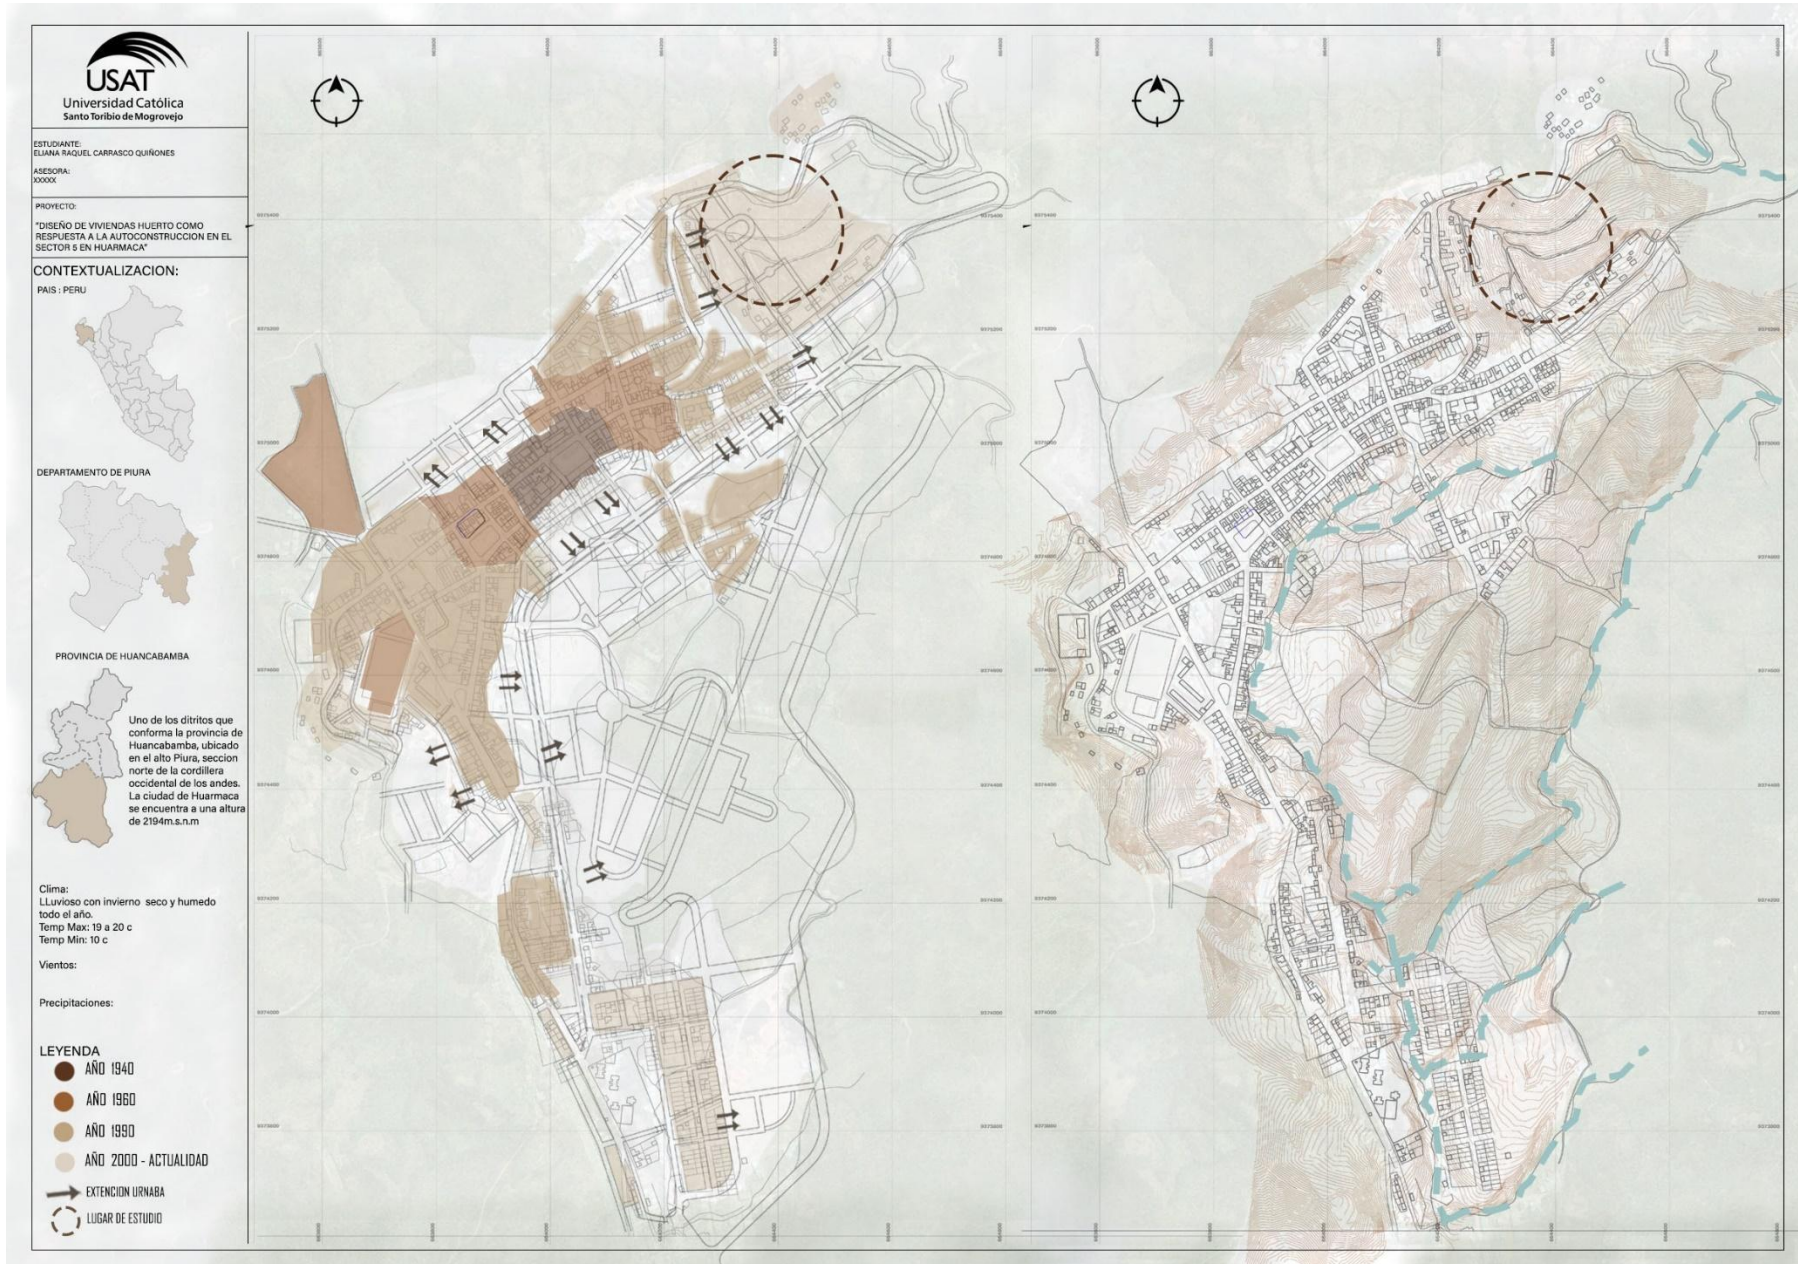 USAT
Universidad Católica
Santo Toribio de Mogrovejo
ESTUDIANTE:
ELIANA RAQUEL CARRASCO QUIÑONES
ASESORA:
XXXXX
PROYECTO:
"DISEÑO DE VIVIENDAS HUERTO COMO
RESPUESTA A LA AUTOCONSTRUCCION EN EL
SECTOR 5 EN HUARMACA"
CONTEXTUALIZACION:
PAIS : PERU
DEPARTAMENTO DE PIURA
PROVINCIA DE HUANCABAMBA
Uno de los ditritos que
conforma la provincia de
Huancabamba, ubicado
en el alto Piura, seccion
norte de la cordillera
occidental de los andes.
La ciudad de Huarmaca
se encuentra a una altura
de 2194m.s.n.m
Clima:
LLuvioso con invierno seco y humedo
todo el año.
Temp Max: 19 a 20 c
Temp Min: 10 c
Vientos:
Precipitaciones:
LEYENDA
AÑO 1940
AÑO 1960
AÑO 1990
AÑO 2000 - ACTUALIDAD
EXTENCION URNABA
LUGAR DE ESTUDIO